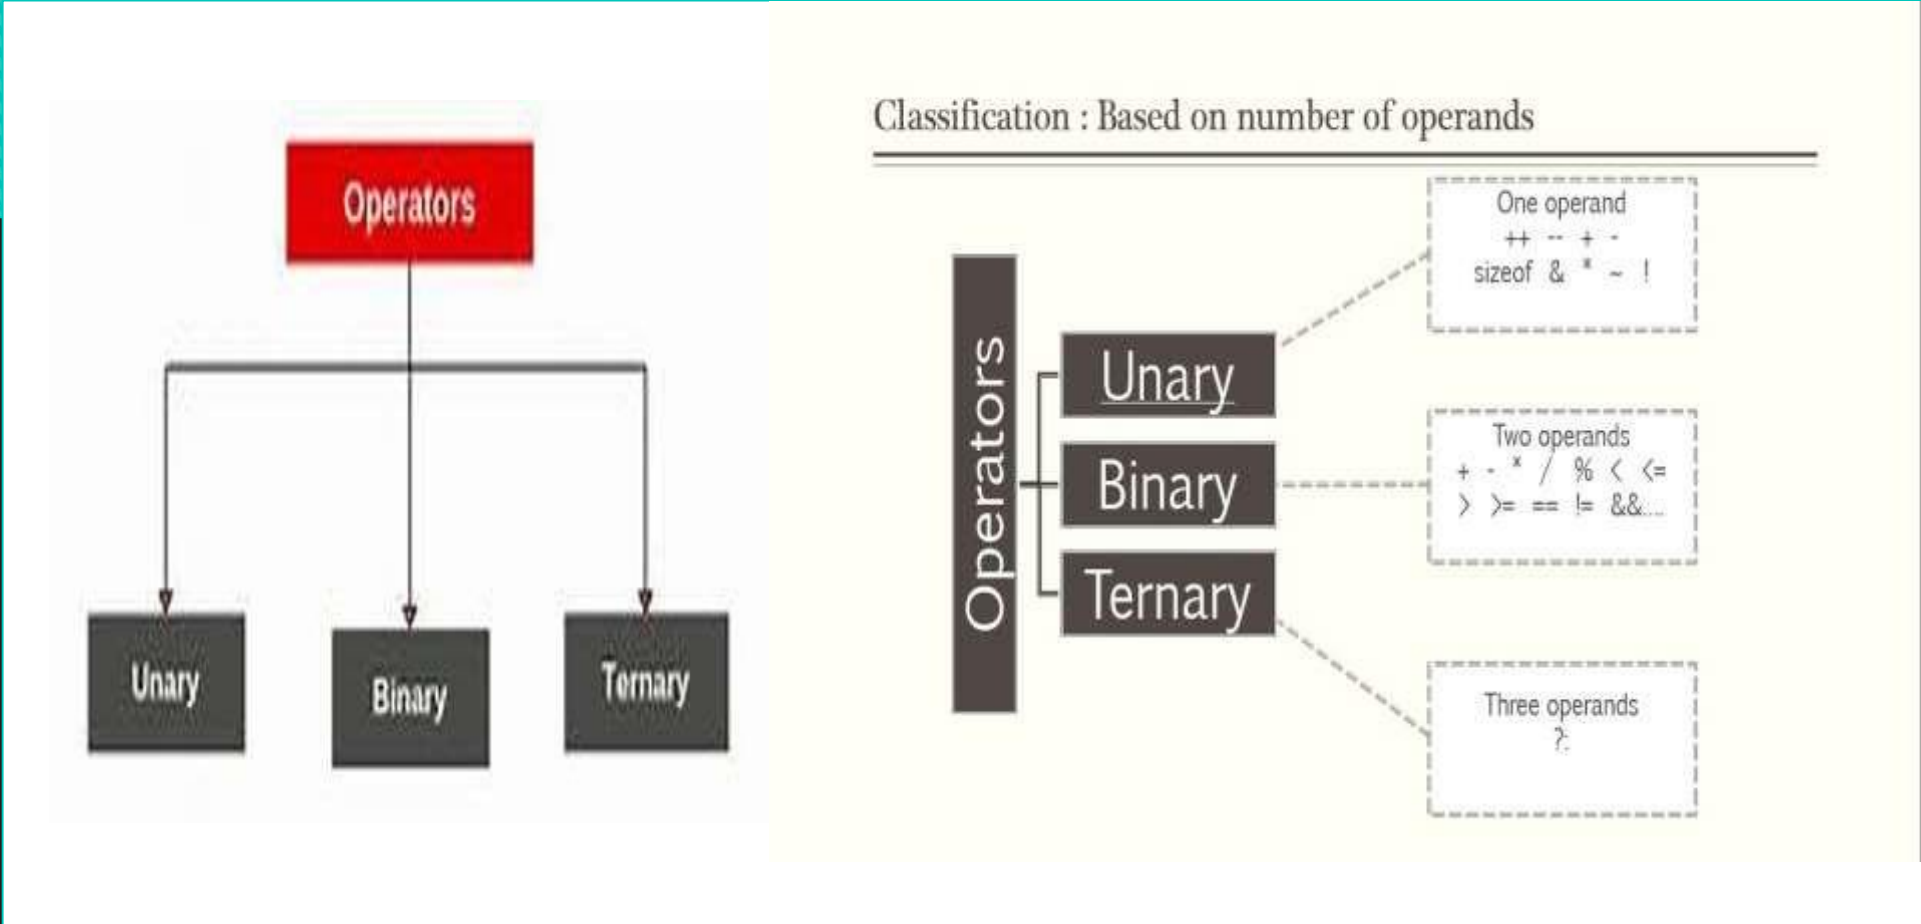 Operators
Unary
Binary
Ternary
Classification : Based on number of operands
Operators
Unary
Binary
Ternary
One operand
++ -- + -
sizeof & * ~ !
Two operands
+ - * / % < <=
> >= == != &&....
Three operands
?: